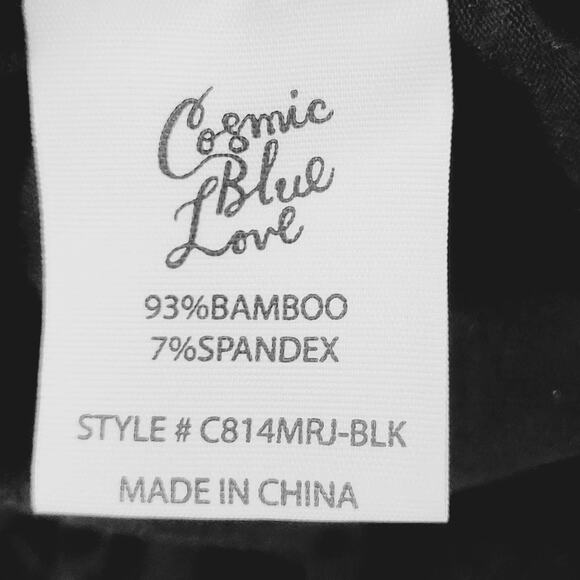 Cosmic
Blue
Love
93%BAMBOO
7%SPANDEX
STYLE # C814MRJ-BLK
MADE IN CHINA